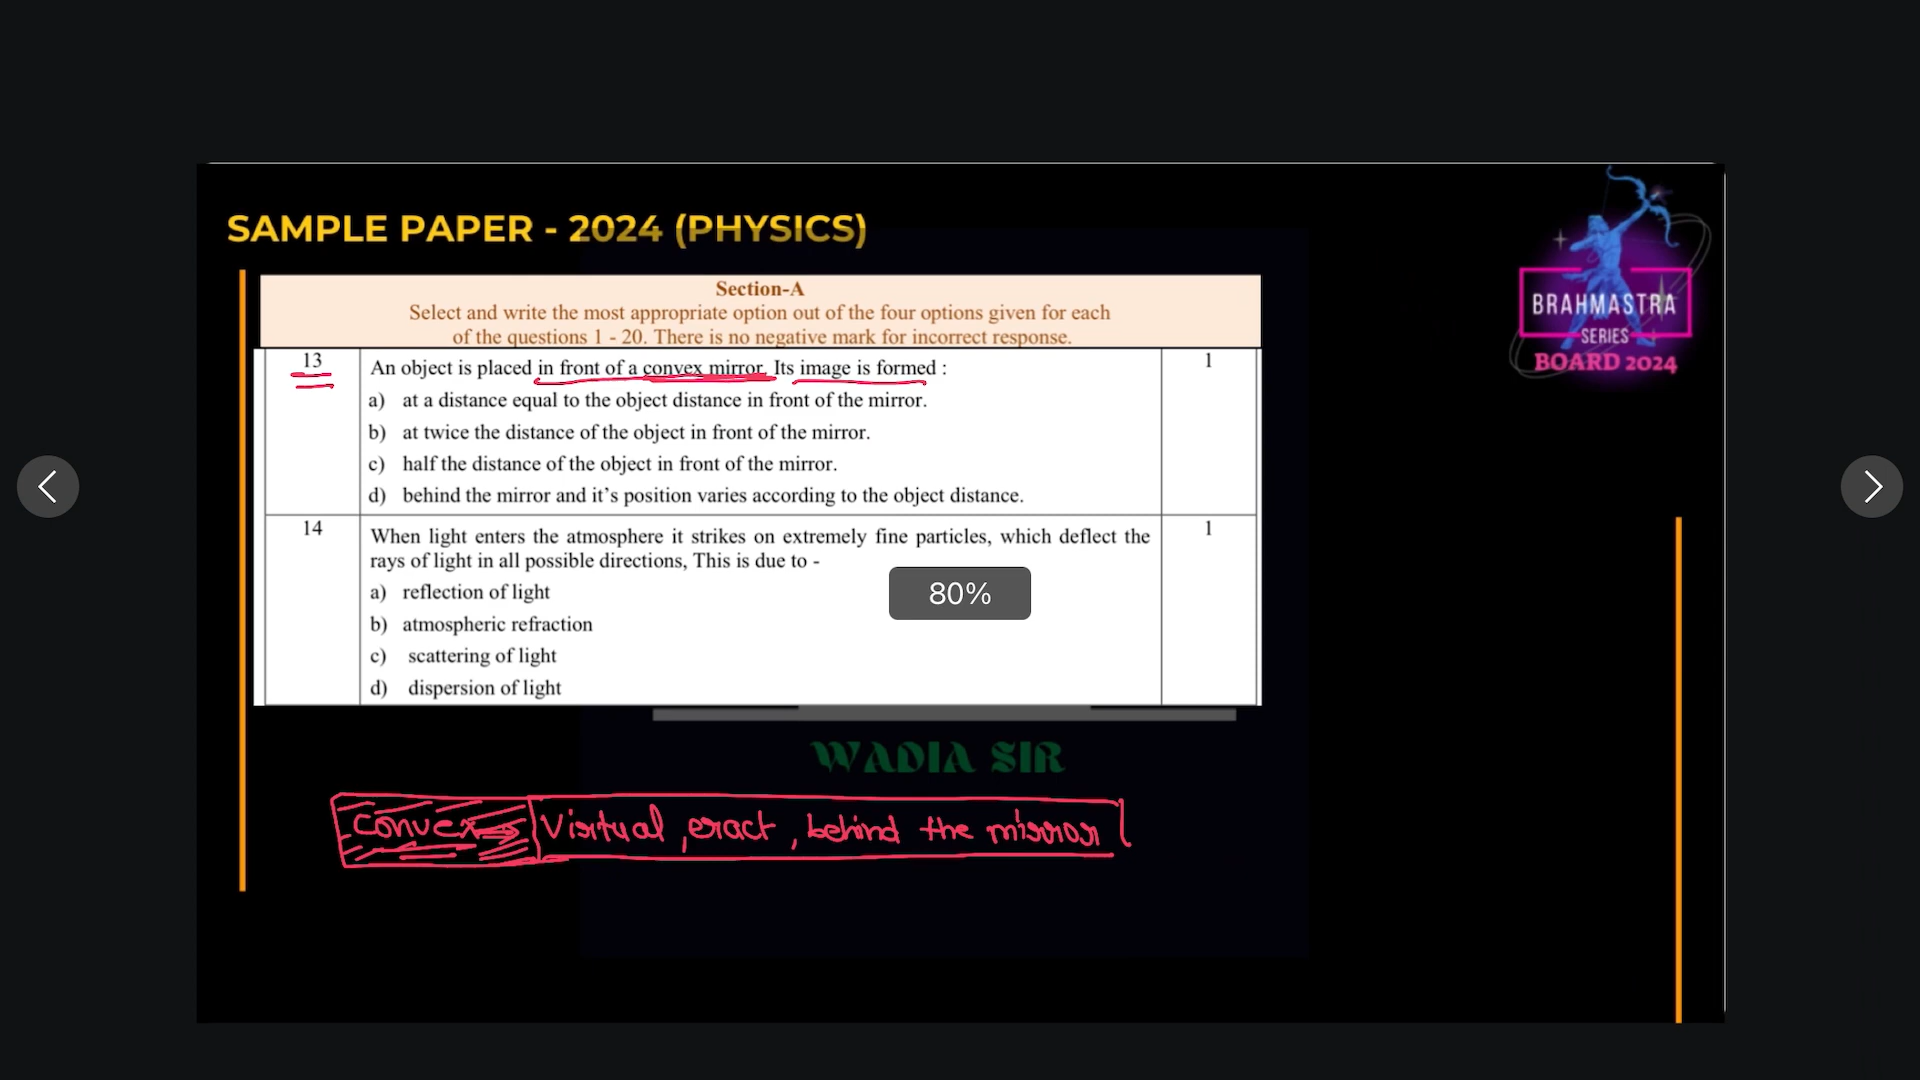 SAMPLE PAPER - 2024 (PHYSICS)
BRAHMASTRA
SERIES
BOARD 2024
Section-A
Select and write the most appropriate option out of the four options given for each
of the questions 1 - 20. There is no negative mark for incorrect response.
13 An object is placed in front of a convex mirror. Its image is formed : 1
a) at a distance equal to the object distance in front of the mirror.
b) at twice the distance of the object in front of the mirror.
c) half the distance of the object in front of the mirror.
d) behind the mirror and it's position varies according to the object distance.
14 When light enters the atmosphere it strikes on extremely fine particles, which deflect the 1
rays of light in all possible directions, This is due to -
a) reflection of light
80%
b) atmospheric refraction
c) scattering of light
d) dispersion of light
WADIA SIR
Convex ⇒ Virtual, eract, behind the mirror